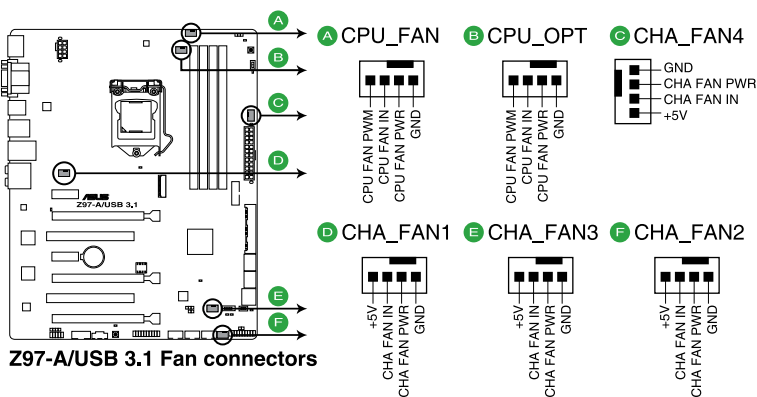 A
B
C
D
E
F
ASUS
Z97-A/USB 3.1
Z97-A/USB 3.1 Fan connectors
A CPU_FAN
CPU FAN PWM
CPU FAN IN
CPU FAN PWR
GND
B CPU_OPT
CPU FAN PWM
CPU FAN IN
CPU FAN PWR
GND
C CHA_FAN4
GND
CHA FAN PWR
CHA FAN IN
+5V
D CHA_FAN1
+5V
CHA FAN IN
CHA FAN PWR
GND
E CHA_FAN3
+5V
CHA FAN IN
CHA FAN PWR
GND
F CHA_FAN2
+5V
CHA FAN IN
CHA FAN PWR
GND